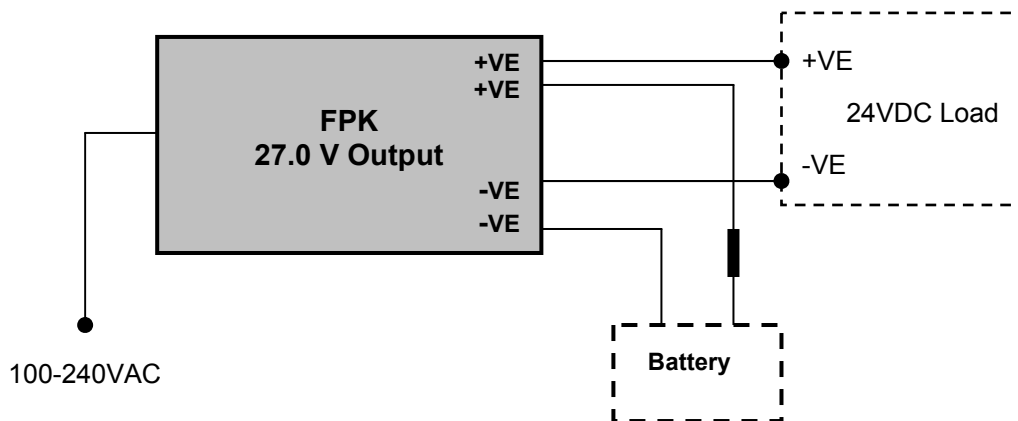 +VE
+VE
FPK
27.0 V Output
-VE
-VE
+VE
24VDC Load
-VE
100-240VAC
Battery